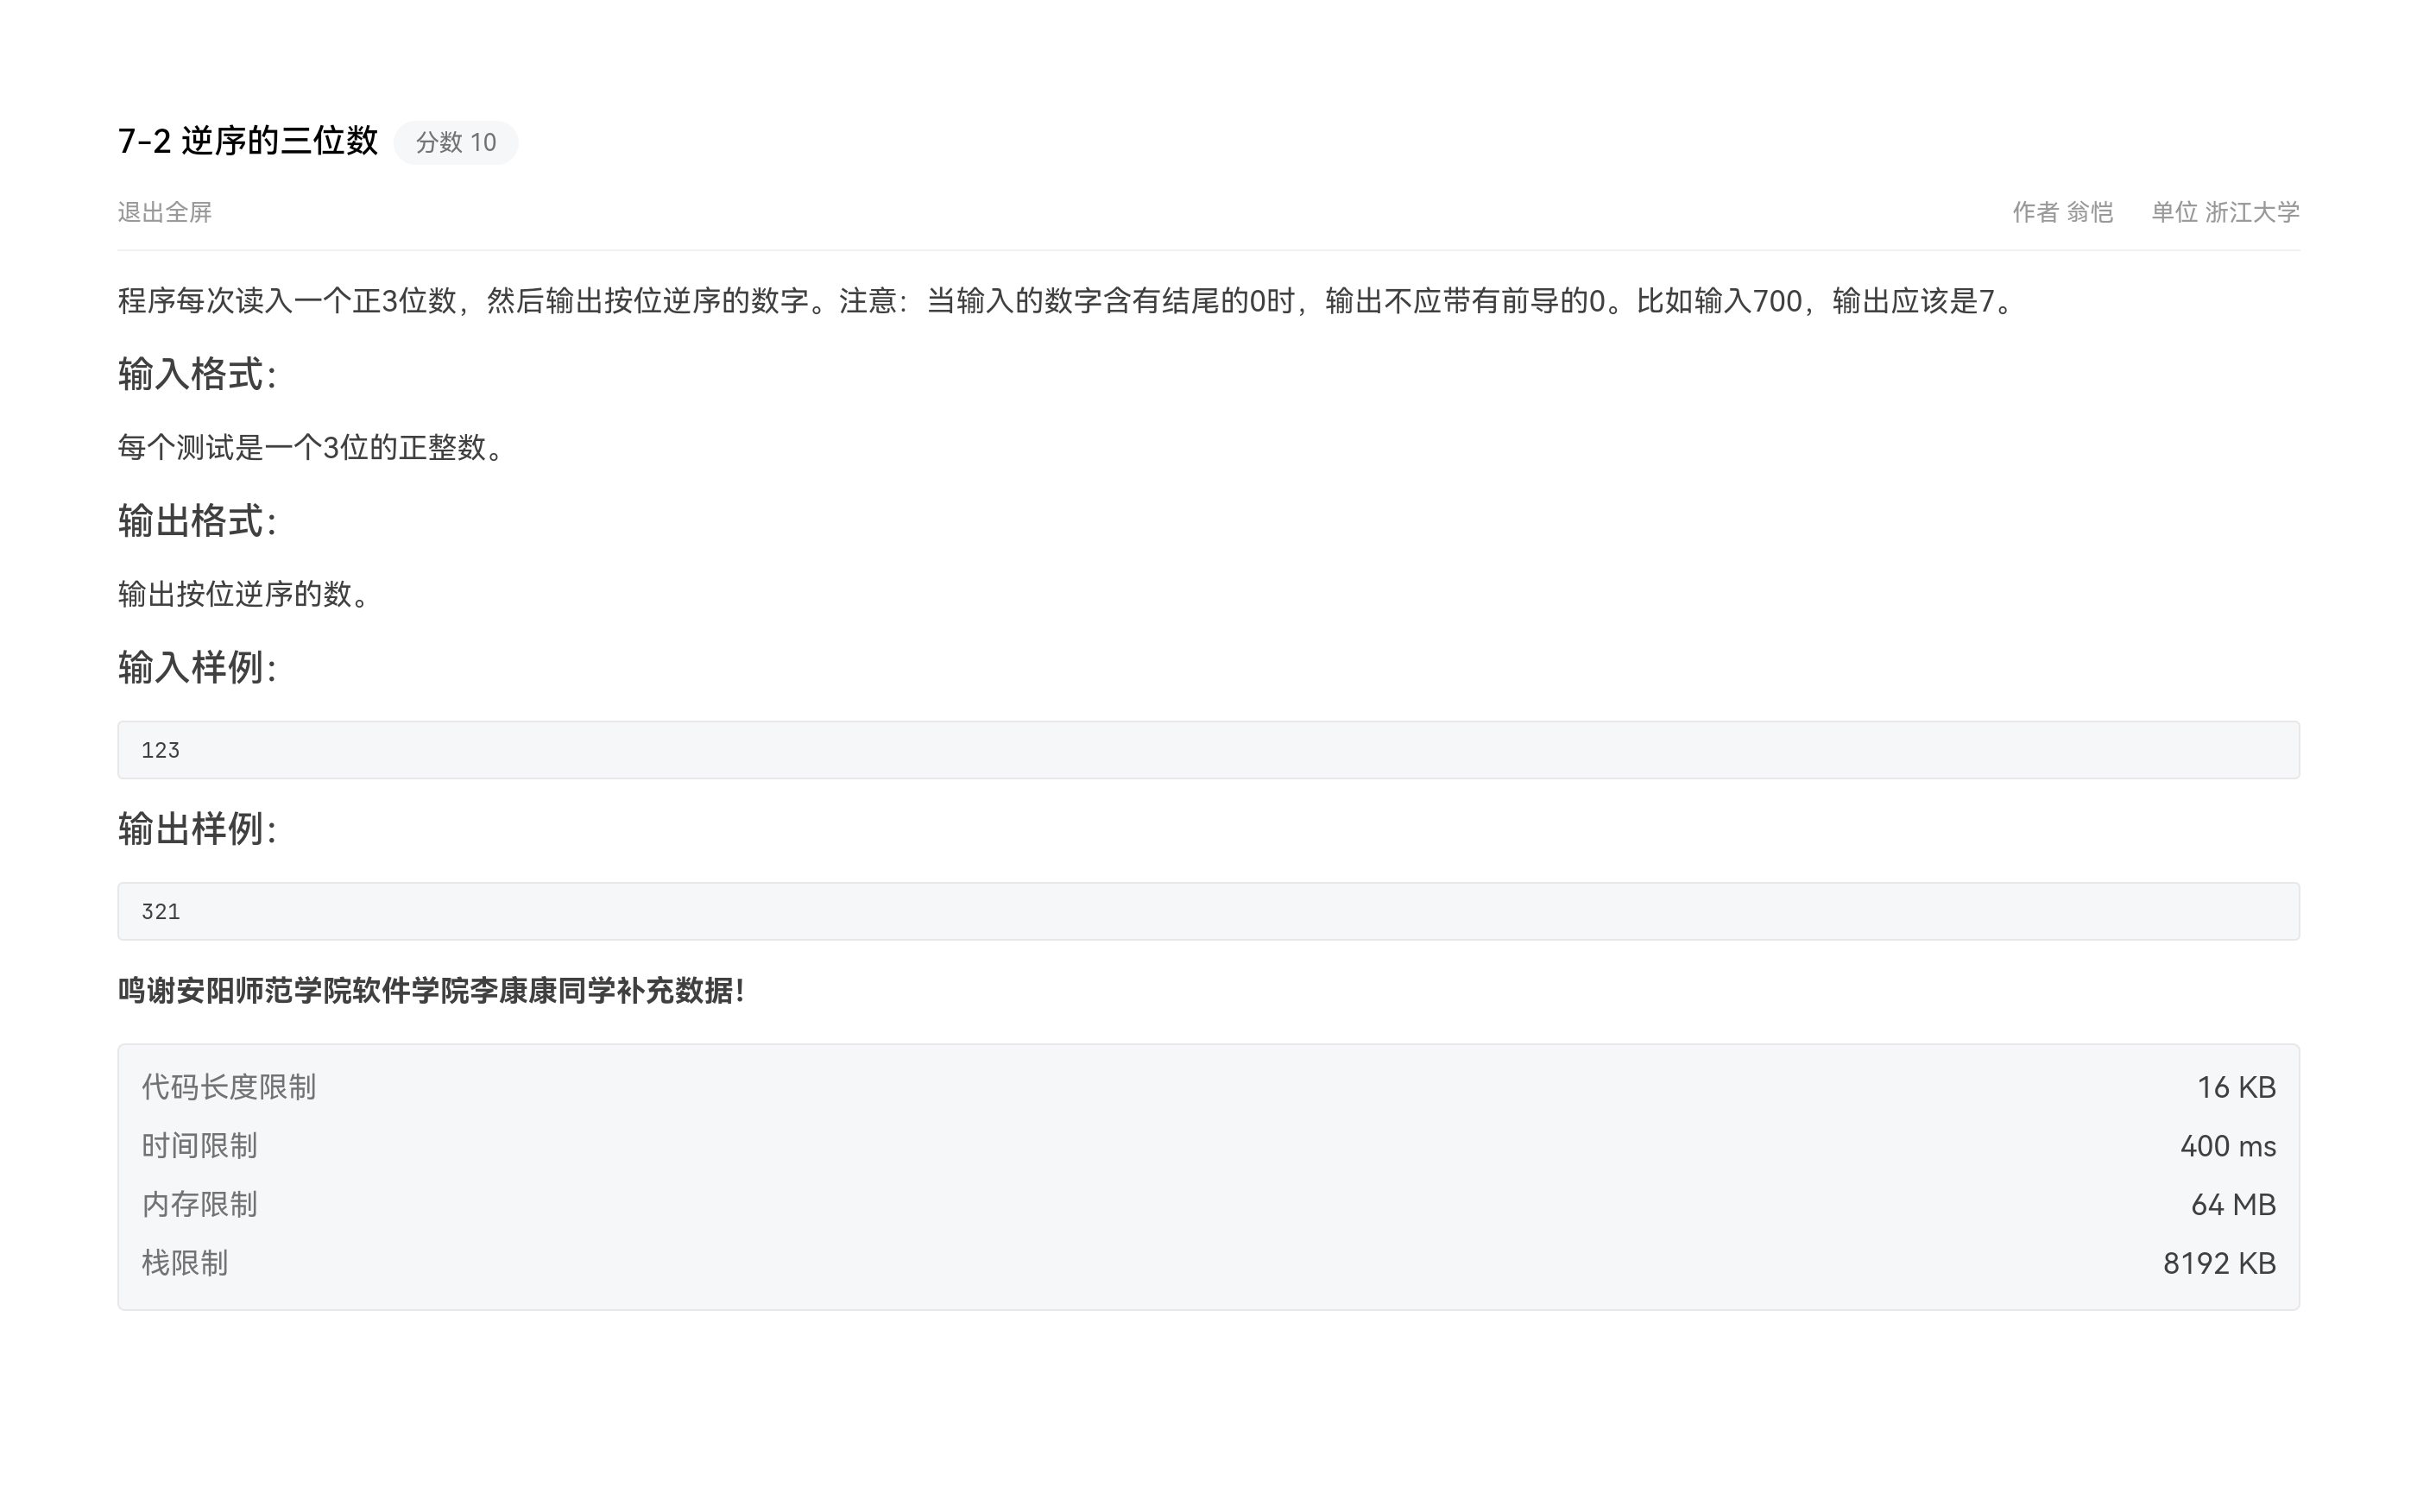 7-2 逆序的三位数 分数 10
退出全屏 作者 翁恺 单位 浙江大学
程序每次读入一个正3位数，然后输出按位逆序的数字。注意：当输入的数字含有结尾的0时，输出不应带有前导的0。比如输入700，输出应该是7。
输入格式：
每个测试是一个3位的正整数。
输出格式：
输出按位逆序的数。
输入样例：
123
输出样例：
321
鸣谢安阳师范学院软件学院李康康同学补充数据！
代码长度限制 16 KB
时间限制 400 ms
内存限制 64 MB
栈限制 8192 KB